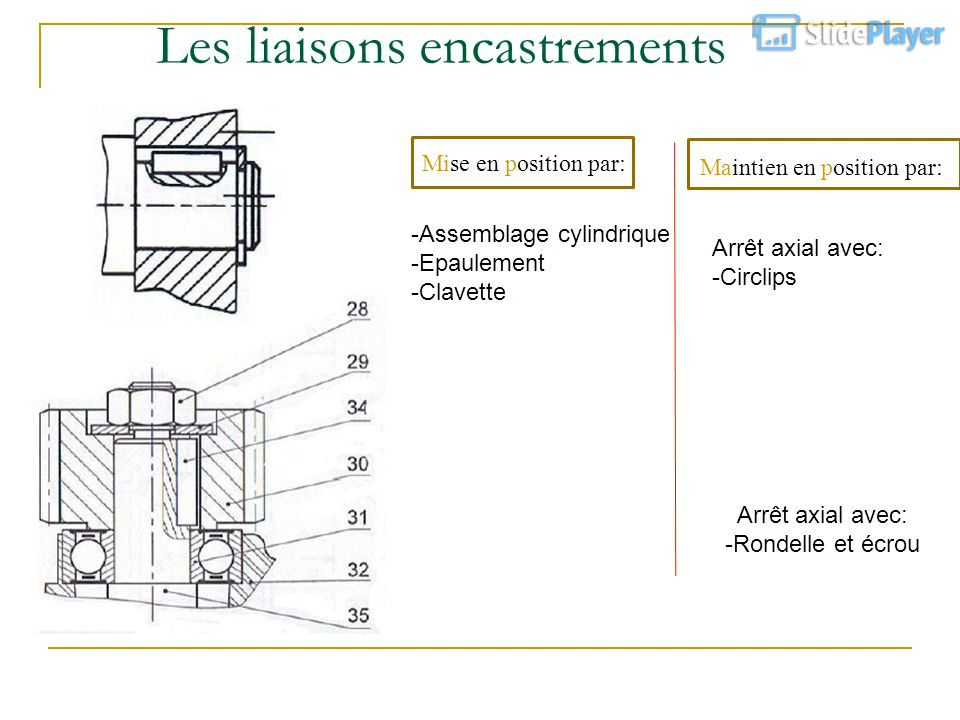 Les liaisons encastrements
SlidePlayer
Mise en position par:
-Assemblage cylindrique
-Epaulement
-Clavette
Maintien en position par:
Arrêt axial avec:
-Circlips
28
29
34
30
31
32
35
Arrêt axial avec:
-Rondelle et écrou